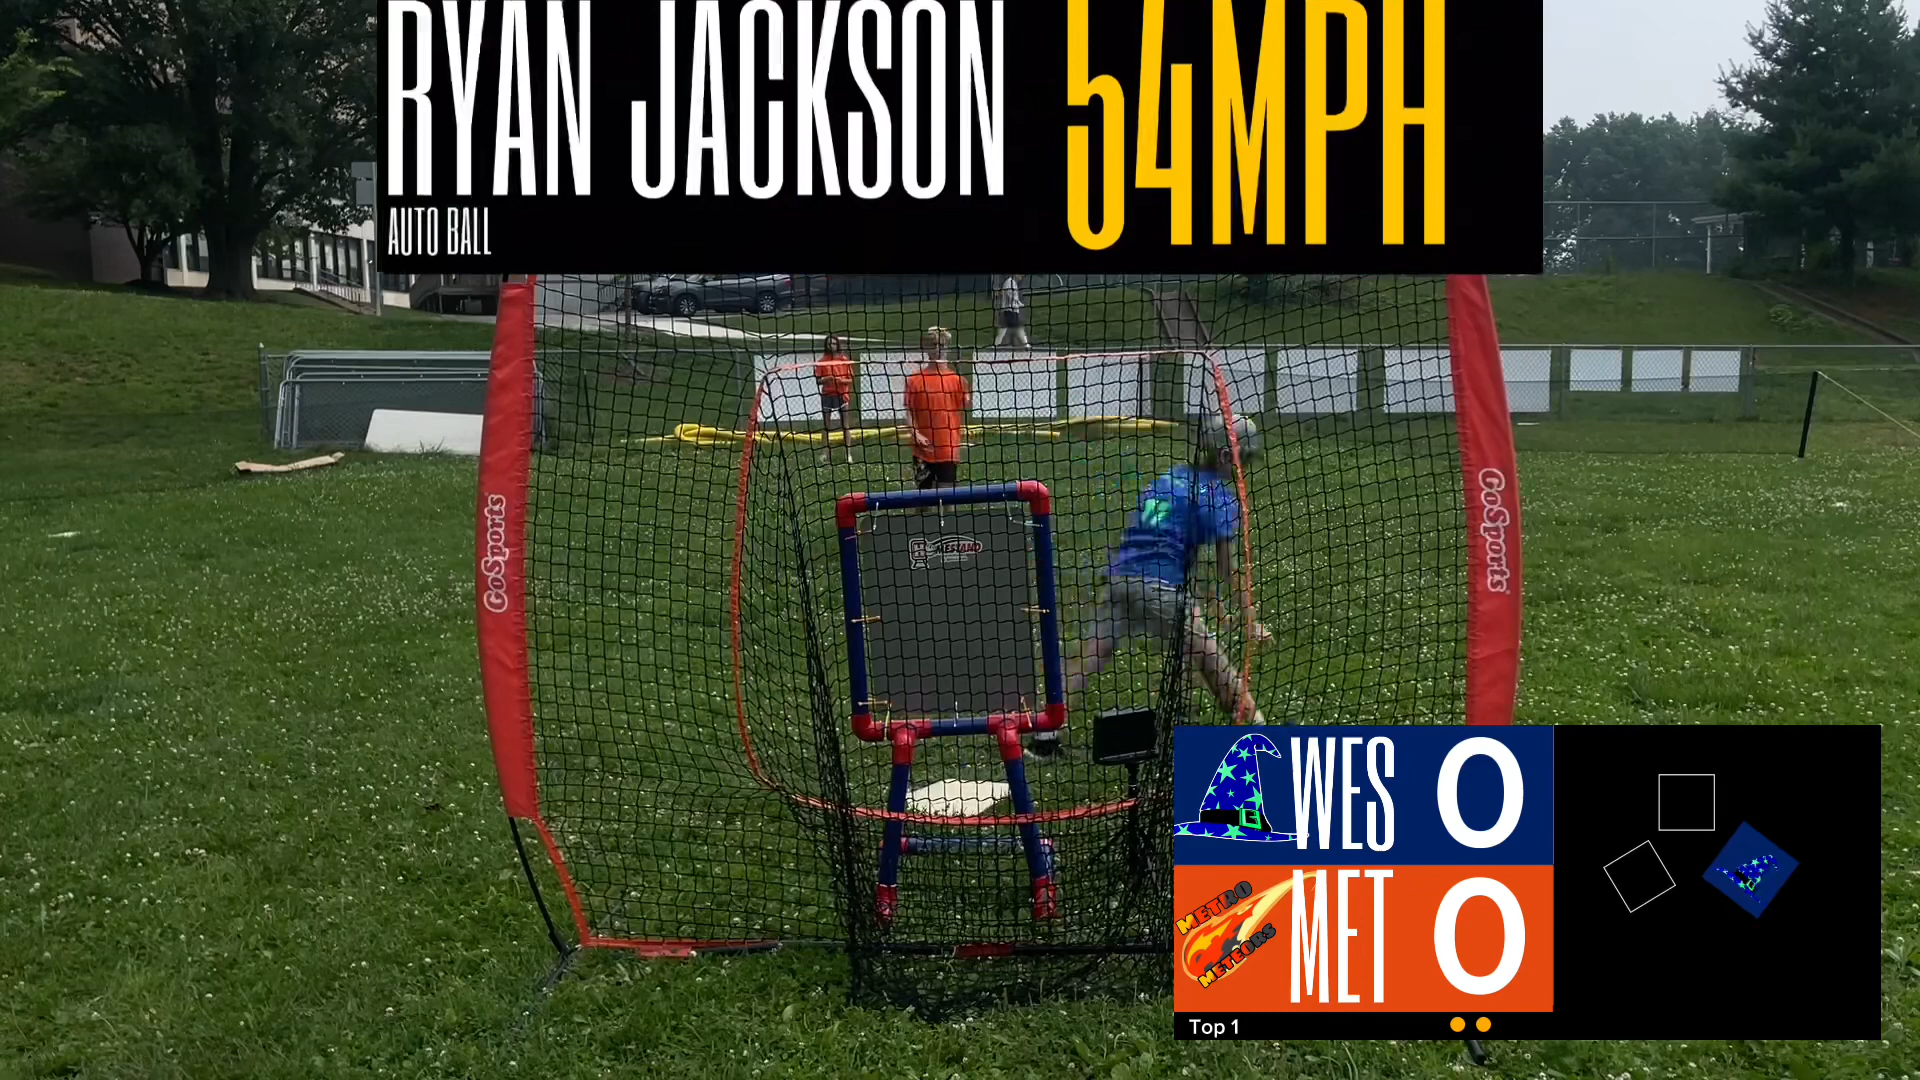 RYAN JACKSON 54MPH
AUTO BALL
GoSports
GoSports
WES 0
METRO
METEORS
MET 0
Top 1